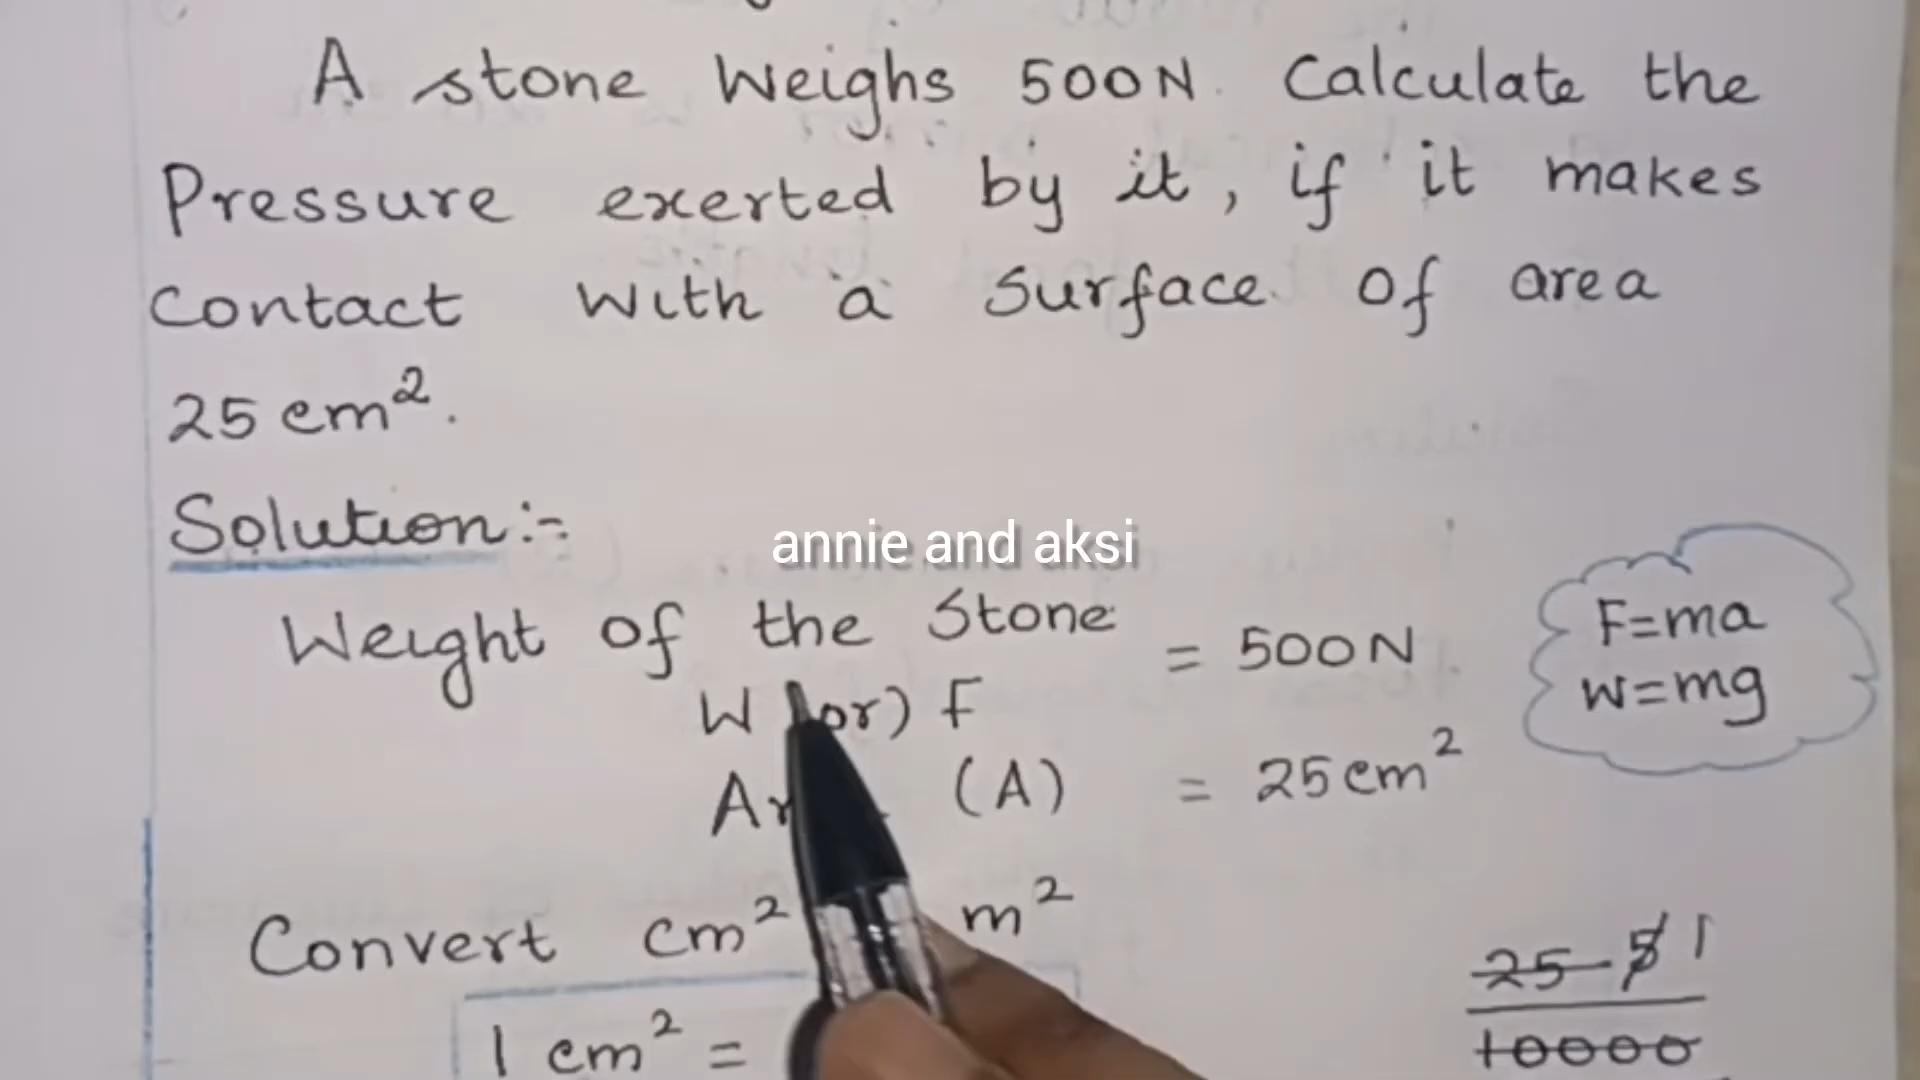 A stone Weighs 500N. Calculate the
Pressure exerted by it, if it makes
Contact With a Surface of area
25 cm².
Solution:-
annie and aksi
Weight of the Stone = 500N
W (or) F
(A) = 25 cm²
F=ma
W=mg
Convert cm² m²
1 cm² =
25 5 1
10000